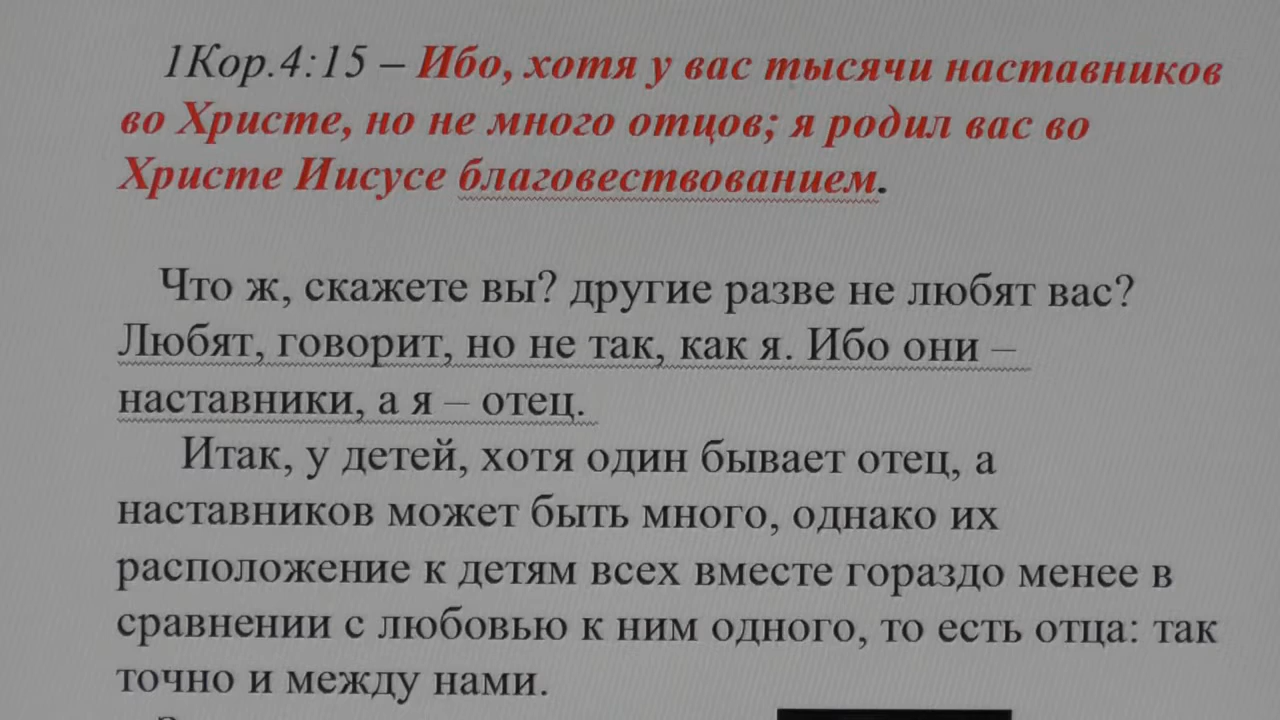 1Кор.4:15 – Ибо, хотя у вас тысячи наставников
во Христе, но не много отцов; я родил вас во
Христе Иисусе благовествованием.
Что ж, скажете вы? другие разве не любят вас?
Любят, говорит, но не так, как я. Ибо они –
наставники, а я – отец.
Итак, у детей, хотя один бывает отец, а
наставников может быть много, однако их
расположение к детям всех вместе гораздо менее в
сравнении с любовью к ним одного, то есть отца: так
точно и между нами.